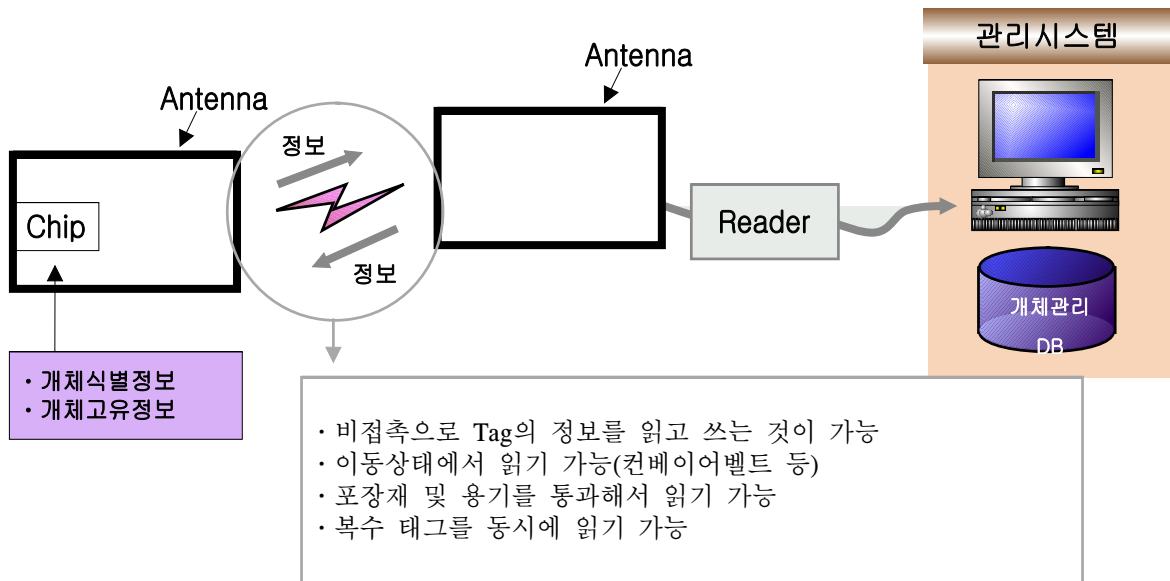 관리시스템
Antenna
Antenna
정보
Chip
Reader
정보
개체관리
DB
· 개체식별정보
· 개체고유정보
· 비접촉으로 Tag의 정보를 읽고 쓰는 것이 가능
· 이동상태에서 읽기 가능(컨베이어벨트 등)
· 포장재 및 용기를 통과해서 읽기 가능
· 복수 태그를 동시에 읽기 가능